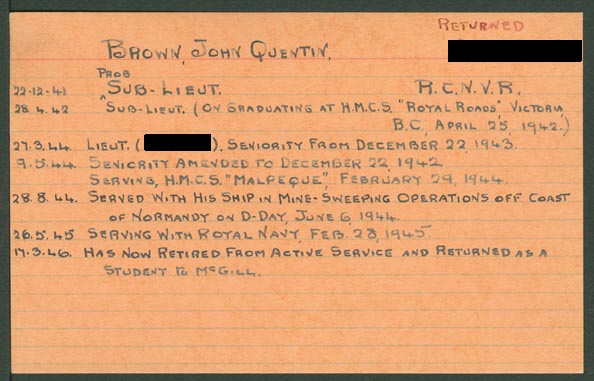 RETURNED
BROWN, JOHN QUENTIN,
PROB
22-12-41 ^SUB-LIEUT. R.C.N.V.R.
28.4.42 SUB-LIEUT. (ON GRADUATING AT H.M.C.S. "ROYAL ROADS", VICTORIA,
B.C., APRIL 25, 1942.)
27.3.44. LIEUT. ( ), SENIORITY FROM DECEMBER 22, 1943.
9.5.44. SENIORITY AMENDED TO DECEMBER 22, 1942.
SERVING, H.M.C.S. "MALPEQUE", FEBRUARY 29, 1944.
28.8.44. SERVED WITH HIS SHIP IN MINE-SWEEPING OPERATIONS OFF COAST
OF NORMANDY ON D-DAY, JUNE 6, 1944.
26.5.45 SERVING WITH ROYAL NAVY, FEB. 28, 1945.
17.3.46. HAS NOW RETIRED FROM ACTIVE SERVICE AND RETURNED AS A
STUDENT TO MCGILL.